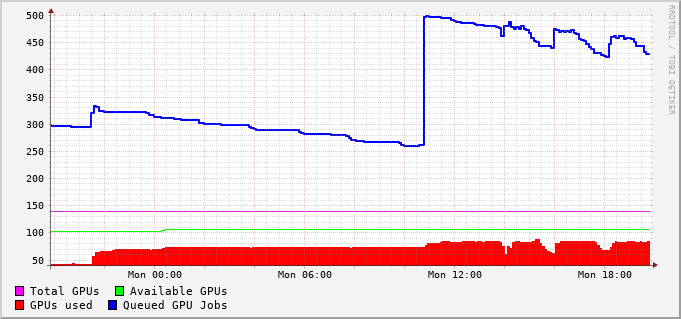 500
450
400
350
300
250
200
150
100
50
Mon 00:00 Mon 06:00 Mon 12:00 Mon 18:00
Total GPUs Available GPUs
GPUs used Queued GPU Jobs
RRDTOOL / TOBI OETIKER